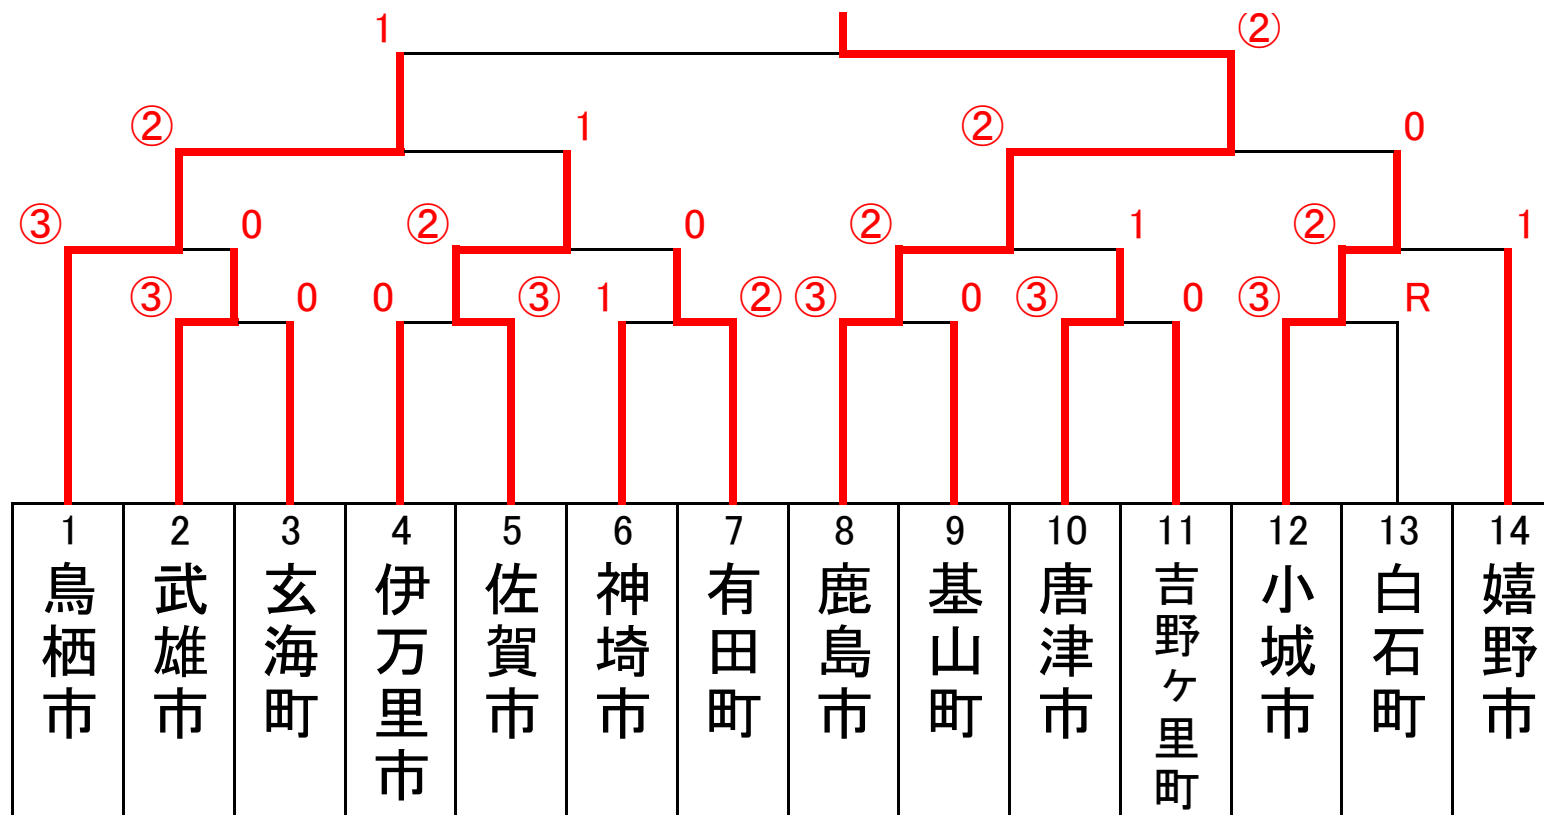 1 ②
② 1 ② 0
③ 0 ② 0 ② 1 ② 1
③ 0 0 ③ 1 ② ③ 0 ③ 0 ③ R
1 2 3 4 5 6 7 8 9 10 11 12 13 14
鳥栖市
武雄市
玄海町
伊万里市
佐賀市
神埼市
有田町
鹿島市
基山町
唐津市
吉野ヶ里町
小城市
白石町
嬉野市